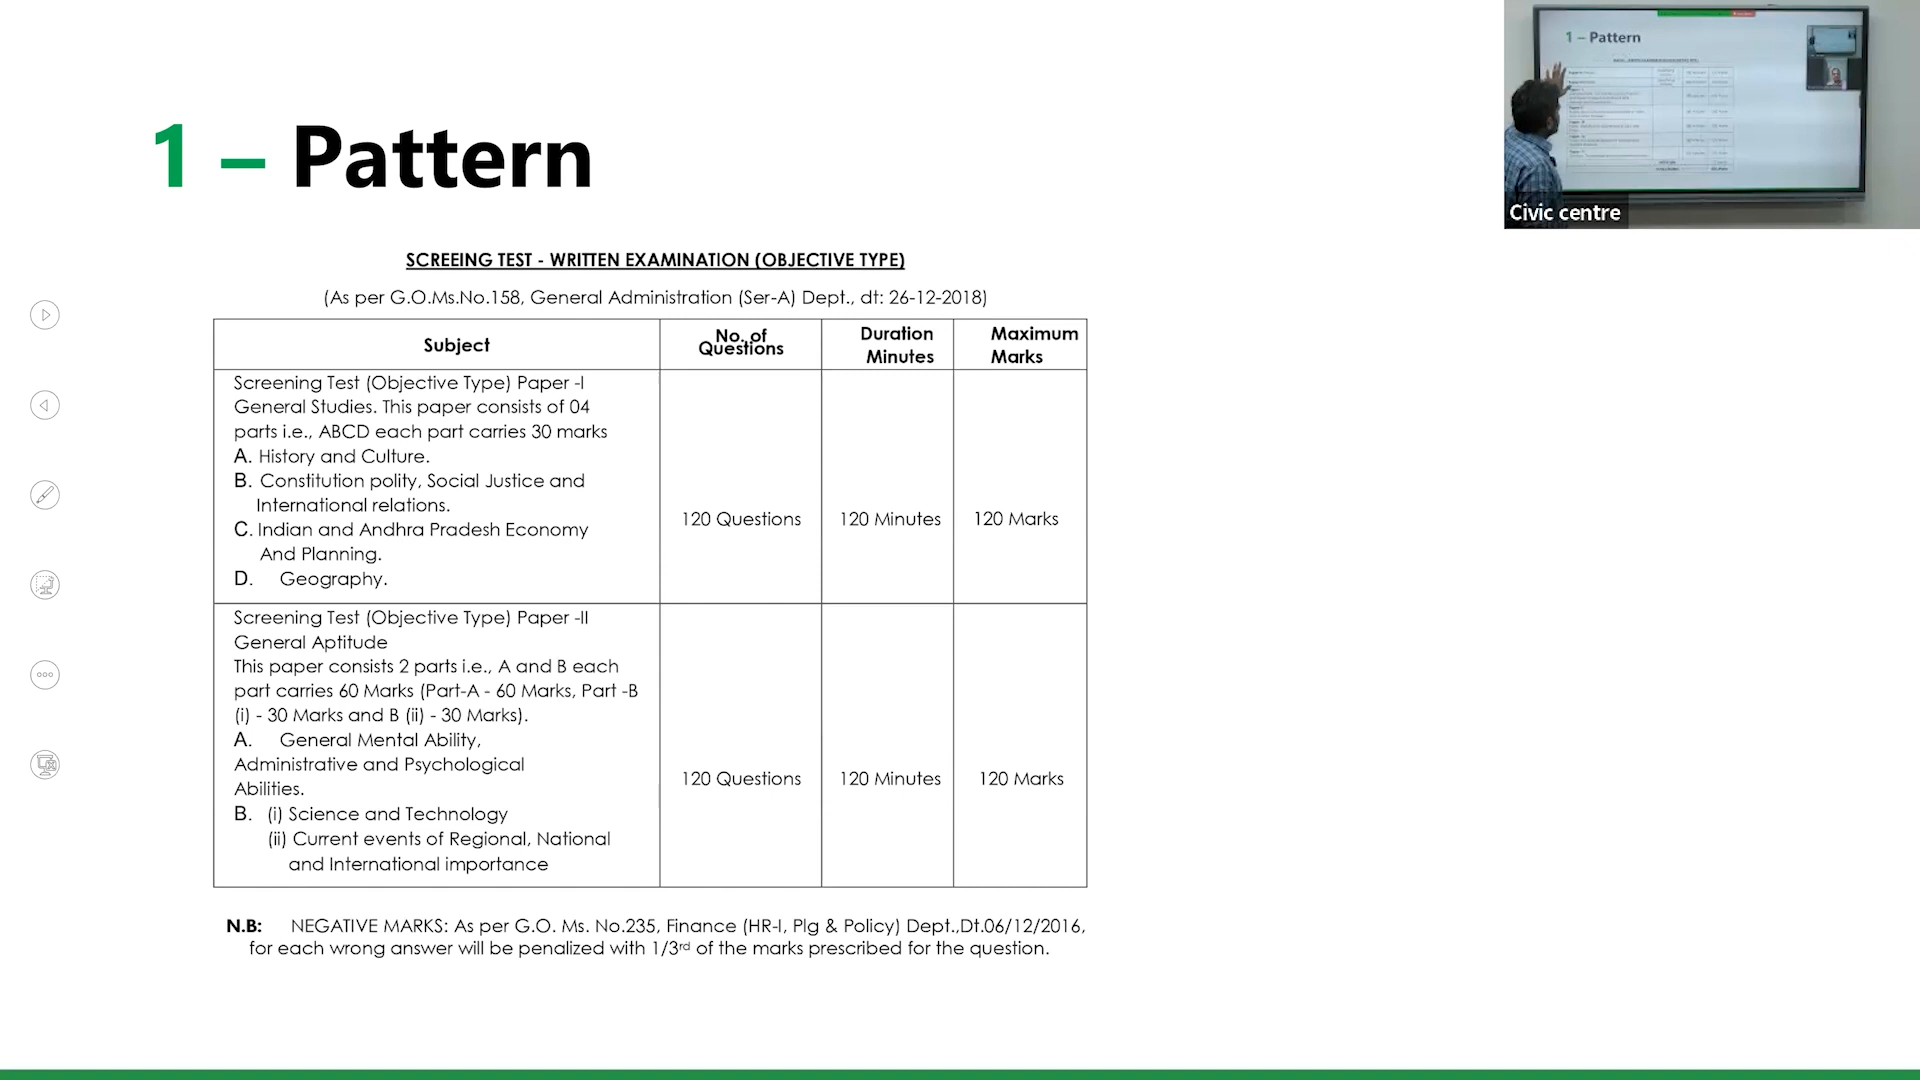 1 – Pattern
1 – Pattern
Civic centre
SCREEING TEST - WRITTEN EXAMINATION (OBJECTIVE TYPE)
(As per G.O.Ms.No.158, General Administration (Ser-A) Dept., dt: 26-12-2018)
Subject
No. of
Questions
Duration
Minutes
Maximum
Marks
Screening Test (Objective Type) Paper -I
General Studies. This paper consists of 04
parts i.e., ABCD each part carries 30 marks
A. History and Culture.
B. Constitution polity, Social Justice and
International relations.
C. Indian and Andhra Pradesh Economy
And Planning.
D. Geography.
120 Questions
120 Minutes
120 Marks
Screening Test (Objective Type) Paper -II
General Aptitude
This paper consists 2 parts i.e., A and B each
part carries 60 Marks (Part-A - 60 Marks, Part -B
(i) - 30 Marks and B (ii) - 30 Marks).
A. General Mental Ability,
Administrative and Psychological
Abilities.
B. (i) Science and Technology
(ii) Current events of Regional, National
and International importance
120 Questions
120 Minutes
120 Marks
N.B: NEGATIVE MARKS: As per G.O. Ms. No.235, Finance (HR-I, Plg & Policy) Dept.,Dt.06/12/2016,
for each wrong answer will be penalized with 1/3rd of the marks prescribed for the question.